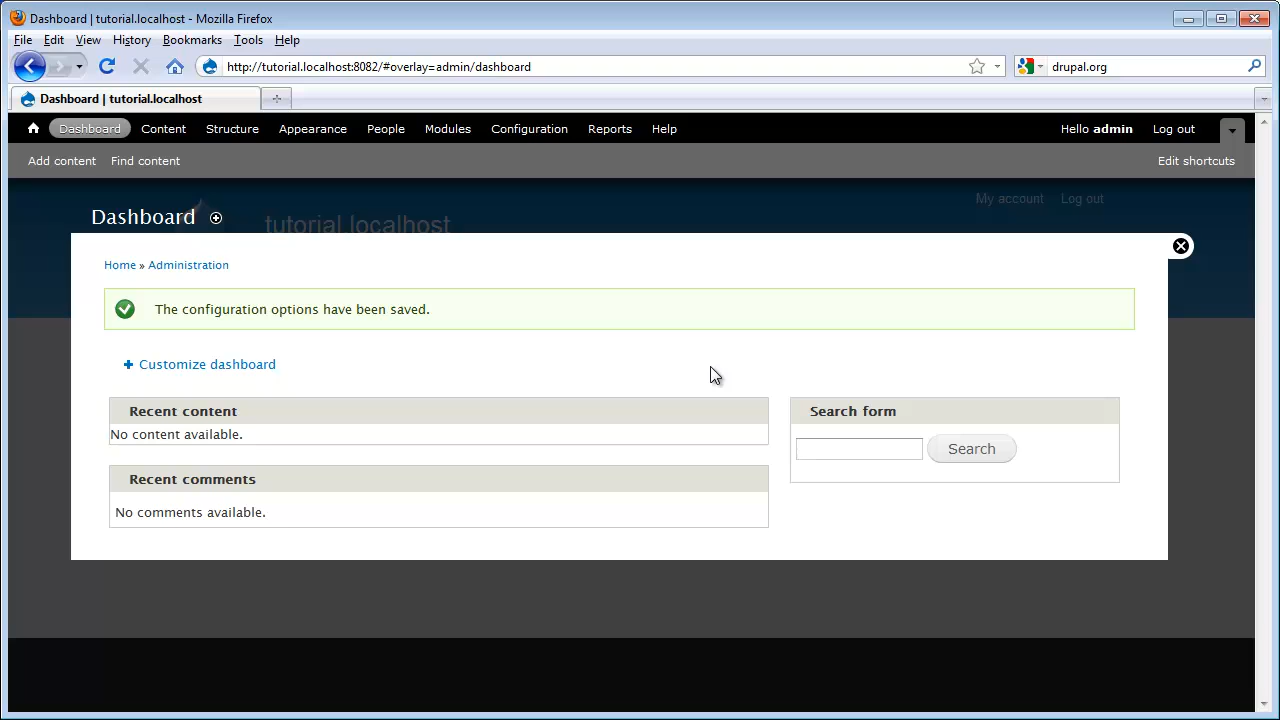 Dashboard | tutorial.localhost - Mozilla Firefox
File Edit View History Bookmarks Tools Help
http://tutorial.localhost:8082/#overlay=admin/dashboard drupal.org
Dashboard | tutorial.localhost
Dashboard Content Structure Appearance People Modules Configuration Reports Help Hello admin Log out
Add content Find content Edit shortcuts
My account Log out
Dashboard tutorial.localhost
Home » Administration
The configuration options have been saved.
Customize dashboard
Recent content Search form
No content available.
Search
Recent comments
No comments available.